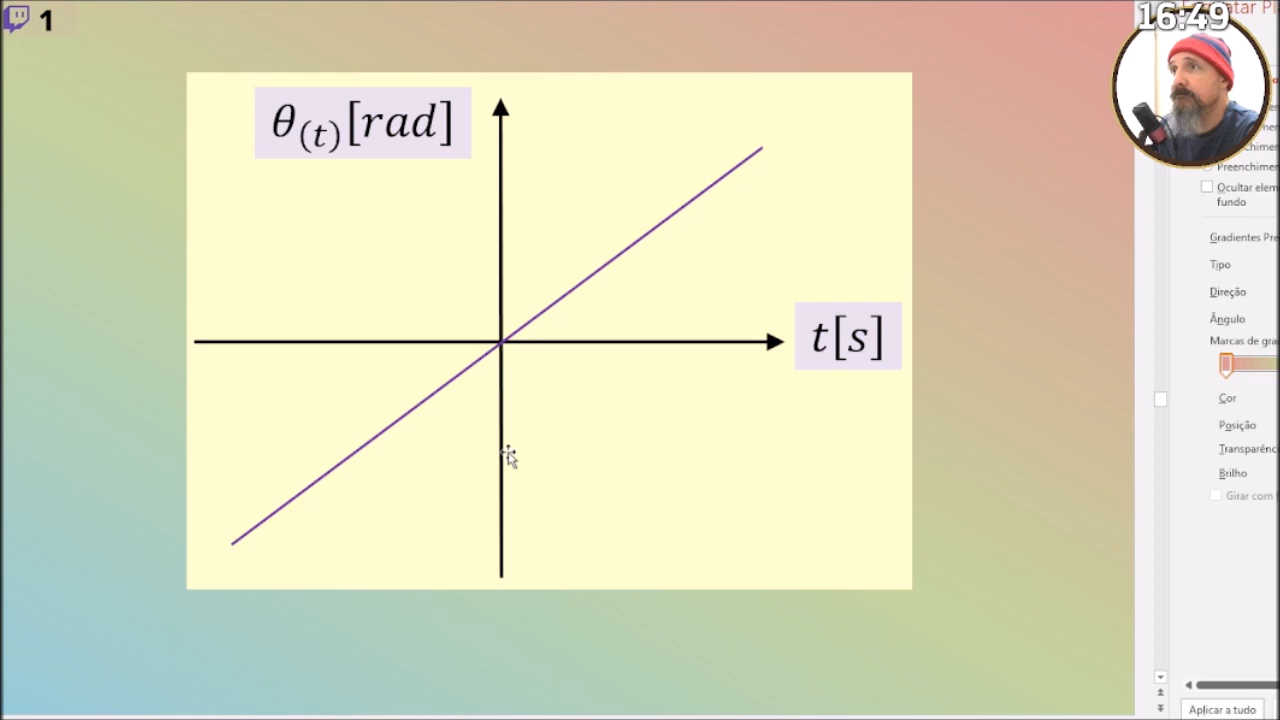 1
16:49
θ(t)[rad]
t[s]
Ocultar elem
fundo
Gradientes Pre
Tipo
Direção
Ângulo
Marcas de gra
Cor
Posição
Transparênc
Brilho
Girar com
Aplicar a tudo